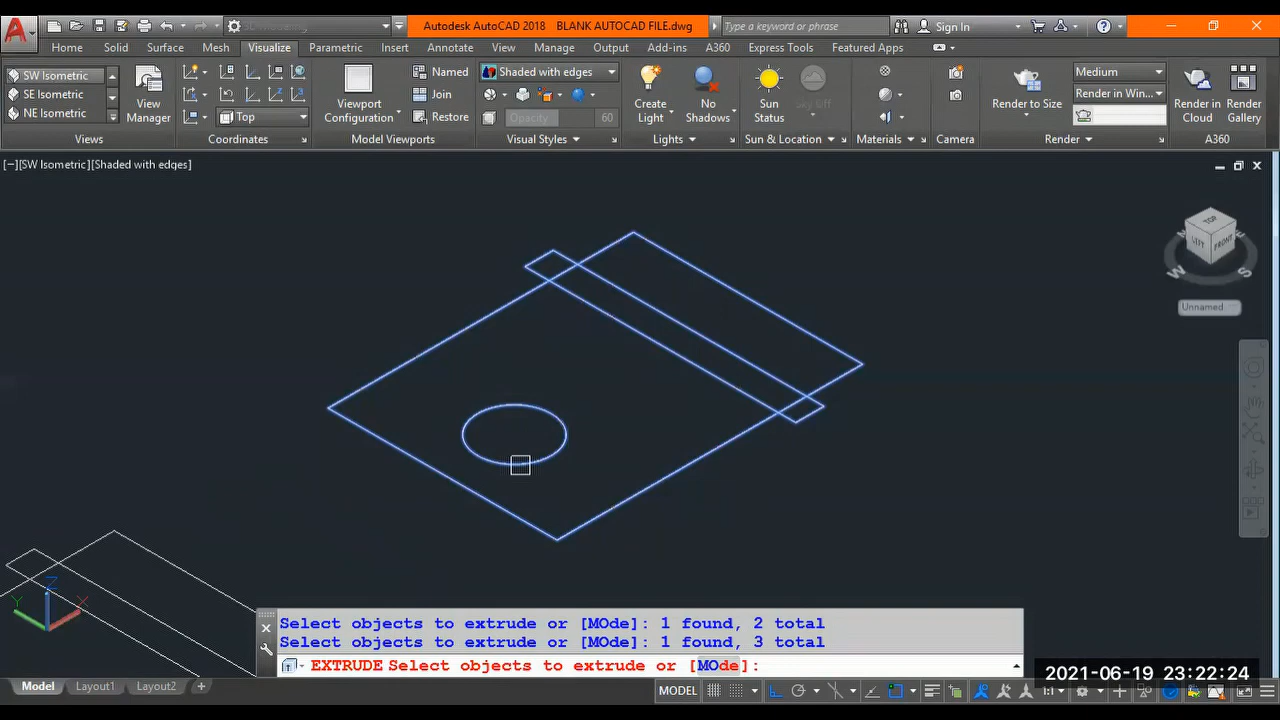 Autodesk AutoCAD 2018 BLANK AUTOCAD FILE.dwg
Type a keyword or phrase
Sign In
Home Solid Surface Mesh Visualize Parametric Insert Annotate View Manage Output Add-ins A360 Express Tools Featured Apps
SW Isometric
SE Isometric
NE Isometric
View
Manager
Views
Top
Coordinates
Viewport
Configuration
Named
Join
Restore
Model Viewports
Shaded with edges
Opacity 60
Visual Styles
Create
Light
No
Shadows
Lights
Sun
Status
Sky Off
Sun & Location
Materials
Camera
Render to Size
Medium
Render in Win...
Render
Render in
Cloud
Render
Gallery
A360
[−][SW Isometric][Shaded with edges]
TOP
LEFT
FRONT
W
S
Unnamed
Z
Y
X
Select objects to extrude or [MOde]: 1 found, 2 total
Select objects to extrude or [MOde]: 1 found, 3 total
EXTRUDE Select objects to extrude or [MOde]:
2021-06-19 23:22:24
Model Layout1 Layout2 +
MODEL
1:1